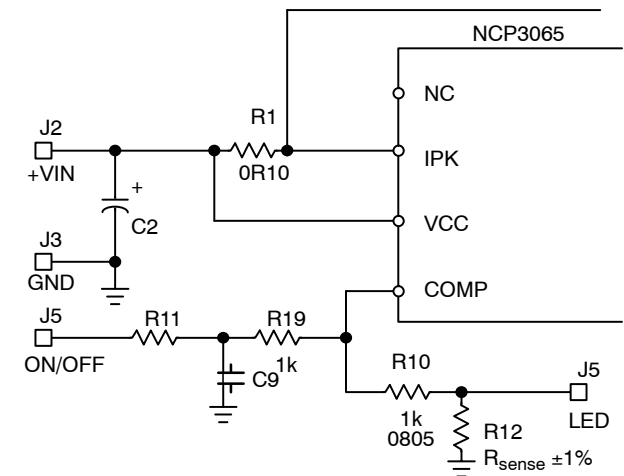 NCP3065
NC
R1
J2
+VIN
0R10
IPK
+
C2
VCC
J3
GND
COMP
J5
ON/OFF
R11
R19
1k
C9
R10
1k
0805
J5
LED
R12
Rsense ±1%